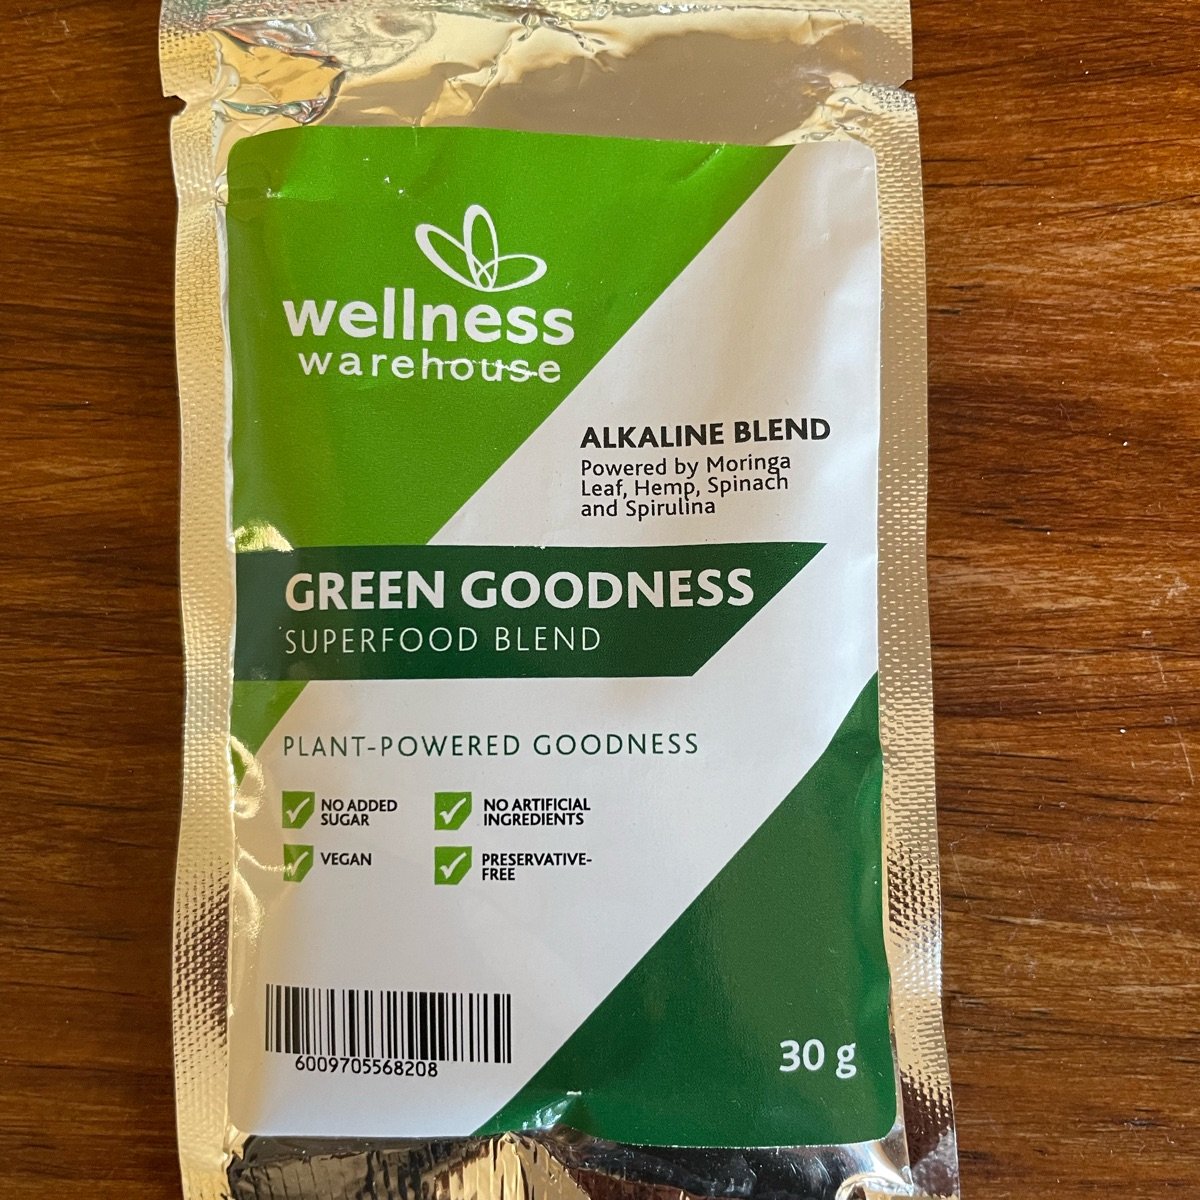 wellness
warehouse
ALKALINE BLEND
Powered by Moringa
Leaf, Hemp, Spinach
and Spirulina
GREEN GOODNESS
SUPERFOOD BLEND
PLANT-POWERED GOODNESS
NO ADDED
SUGAR
NO ARTIFICIAL
INGREDIENTS
VEGAN
PRESERVATIVE-
FREE
6009705568208
30 g